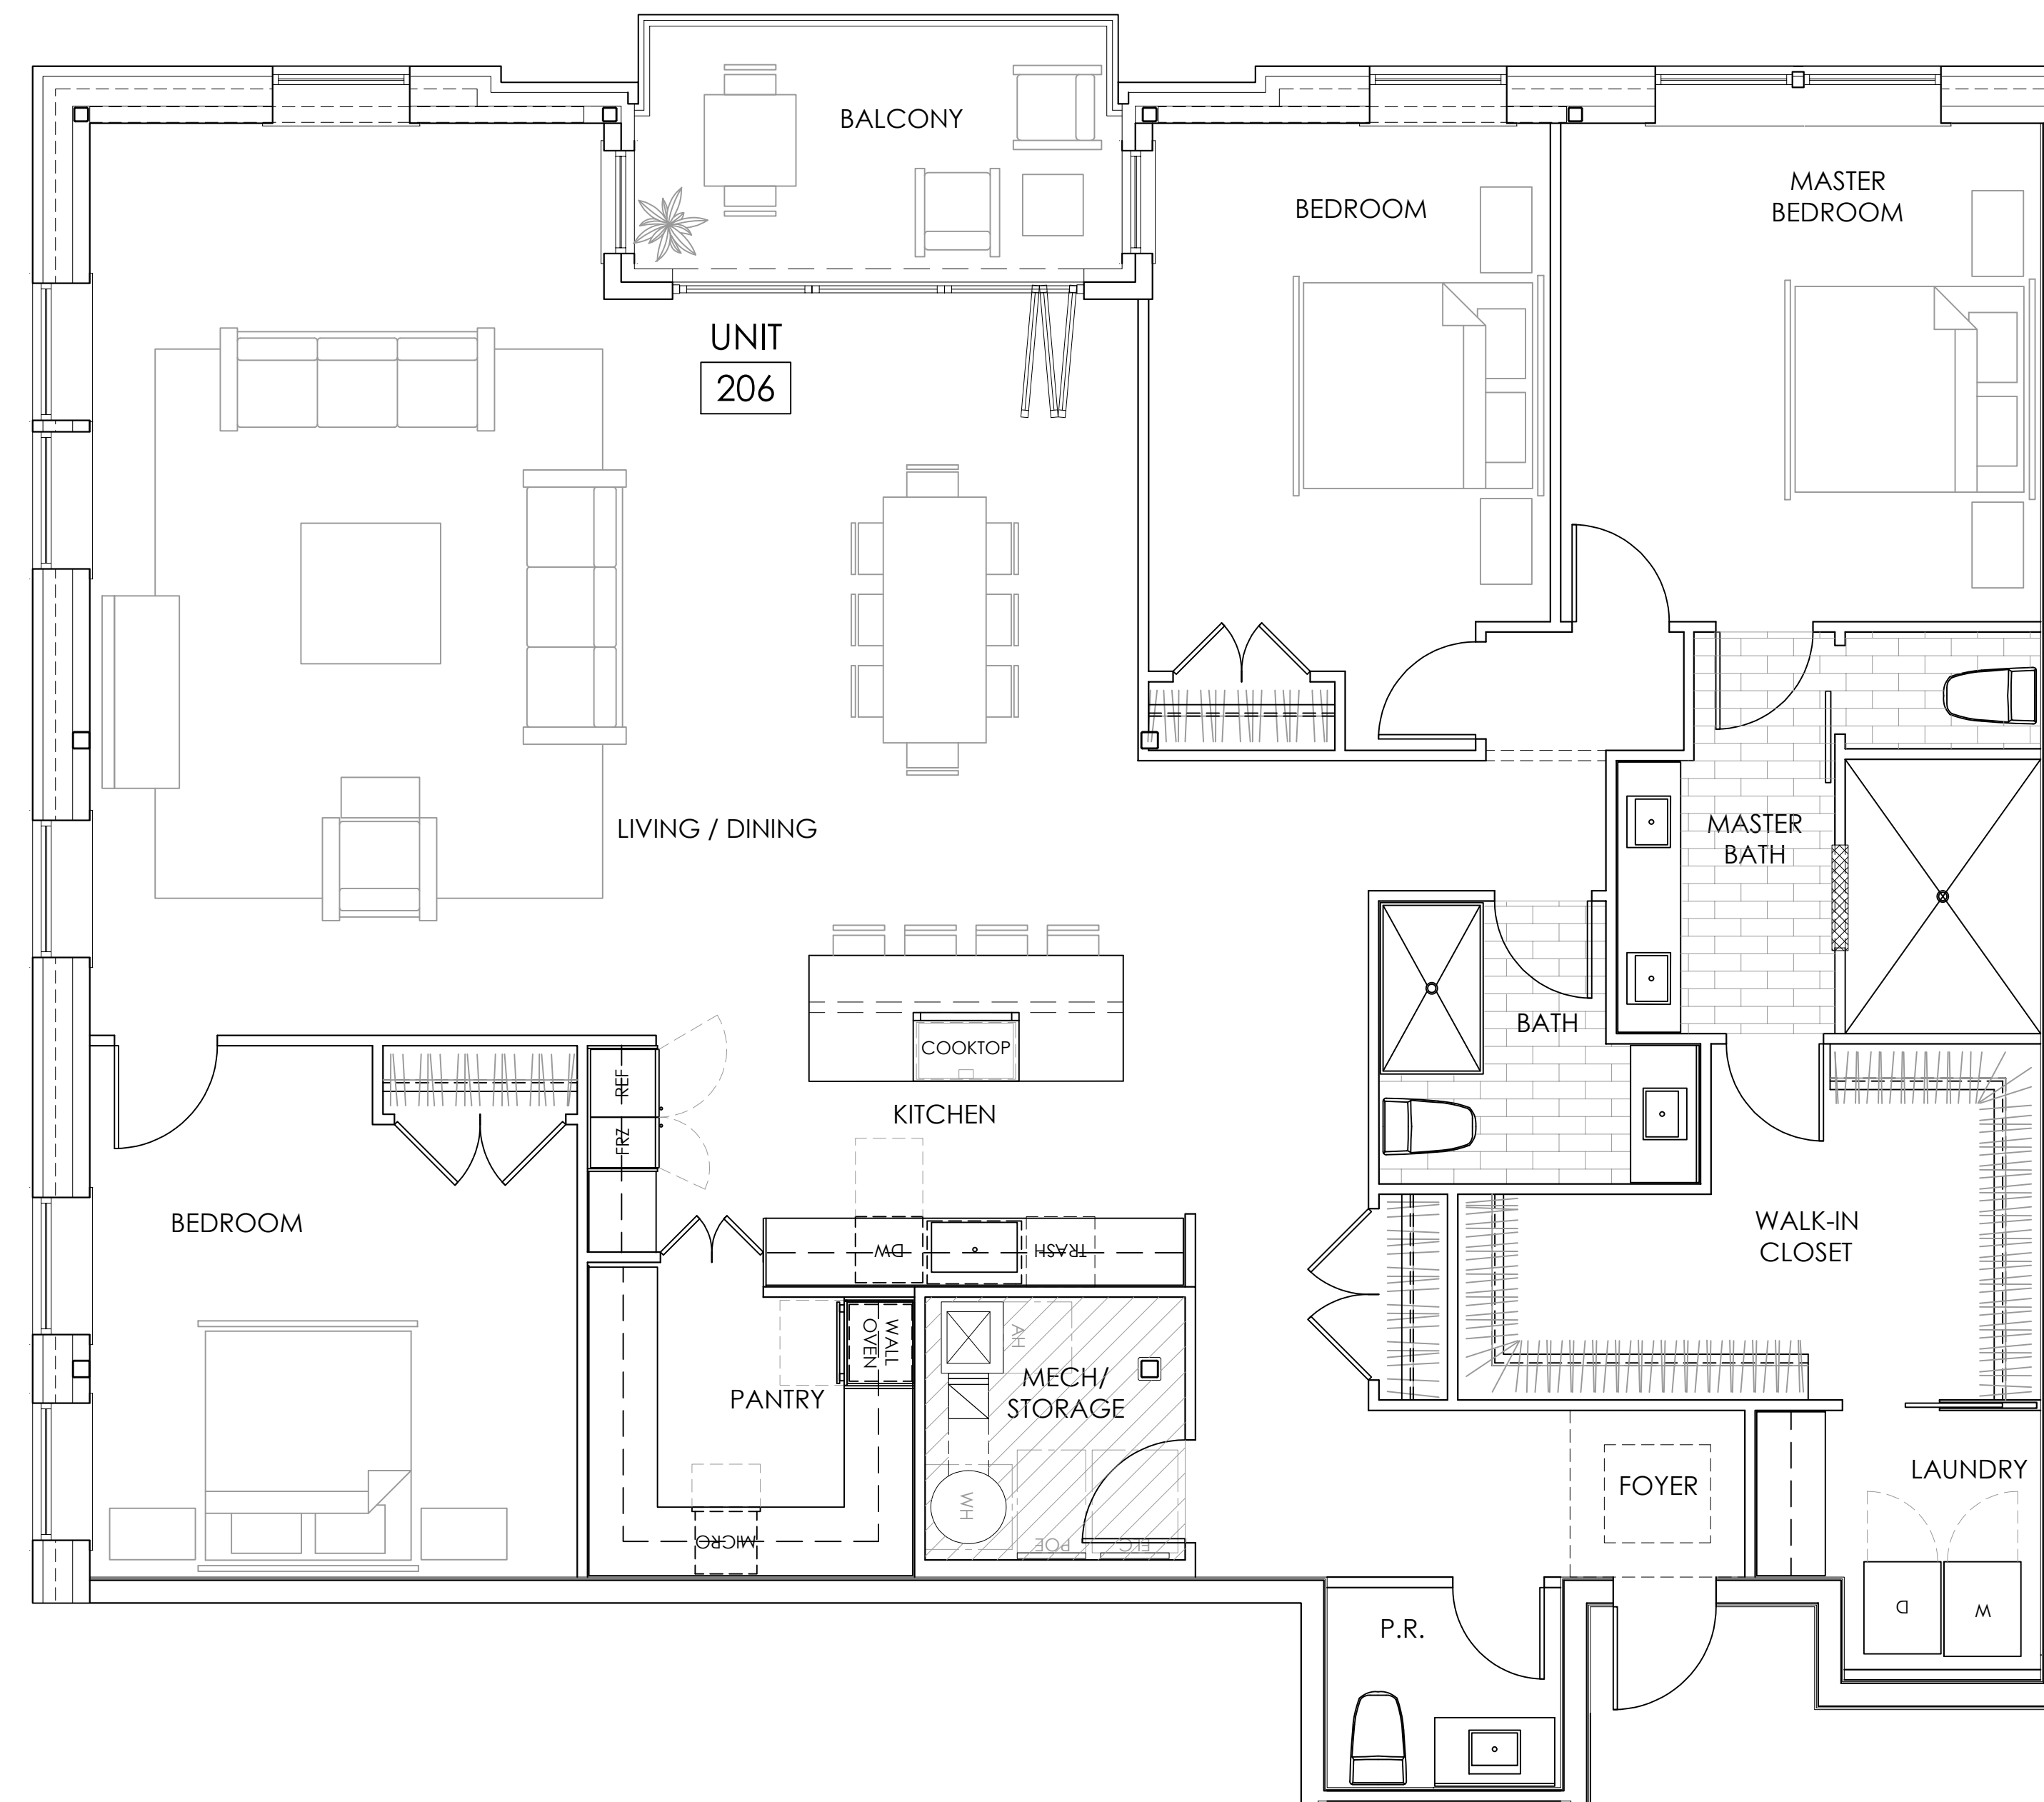 BALCONY
MASTER
BEDROOM
BEDROOM
UNIT
206
LIVING / DINING
MASTER
BATH
BATH
COOKTOP
REF
FRZ
KITCHEN
BEDROOM
WALK-IN
CLOSET
DW
TRASH
WALL
OVEN
AH
MECH/
STORAGE
PANTRY
LAUNDRY
FOYER
WH
MICRO
POE
ELC
D
W
P.R.